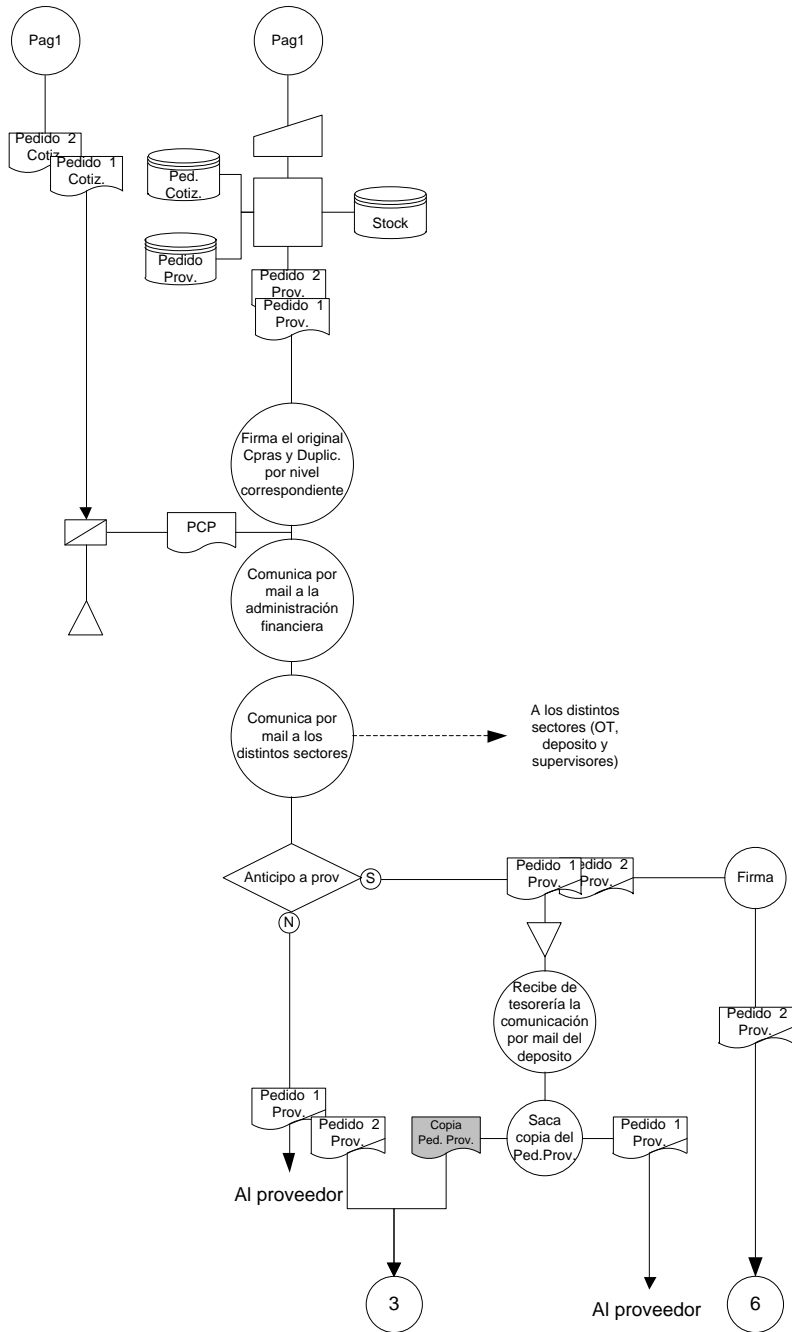 Pag1
Pag1
Pedido 2
Cotiz.
Pedido 1
Cotiz.
Ped.
Cotiz.
Stock
Pedido
Prov.
Pedido 2
Prov.
Pedido 1
Prov.
Firma el original
Cpras y Duplic.
por nivel
correspondiente
PCP
Comunica por
mail a la
administración
financiera
Comunica por
mail a los
distintos sectores
A los distintos
sectores (OT,
deposito y
supervisores)
Anticipo a prov
S
N
Pedido 1
Prov.
edido 2
Prov.
Firma
Recibe de
tesorería la
comunicación
por mail del
deposito
Pedido 2
Prov.
Pedido 1
Prov.
Pedido 2
Prov.
Copia
Ped. Prov.
Saca
copia del
Ped.Prov.
Pedido 1
Prov.
Al proveedor
3
Al proveedor
6